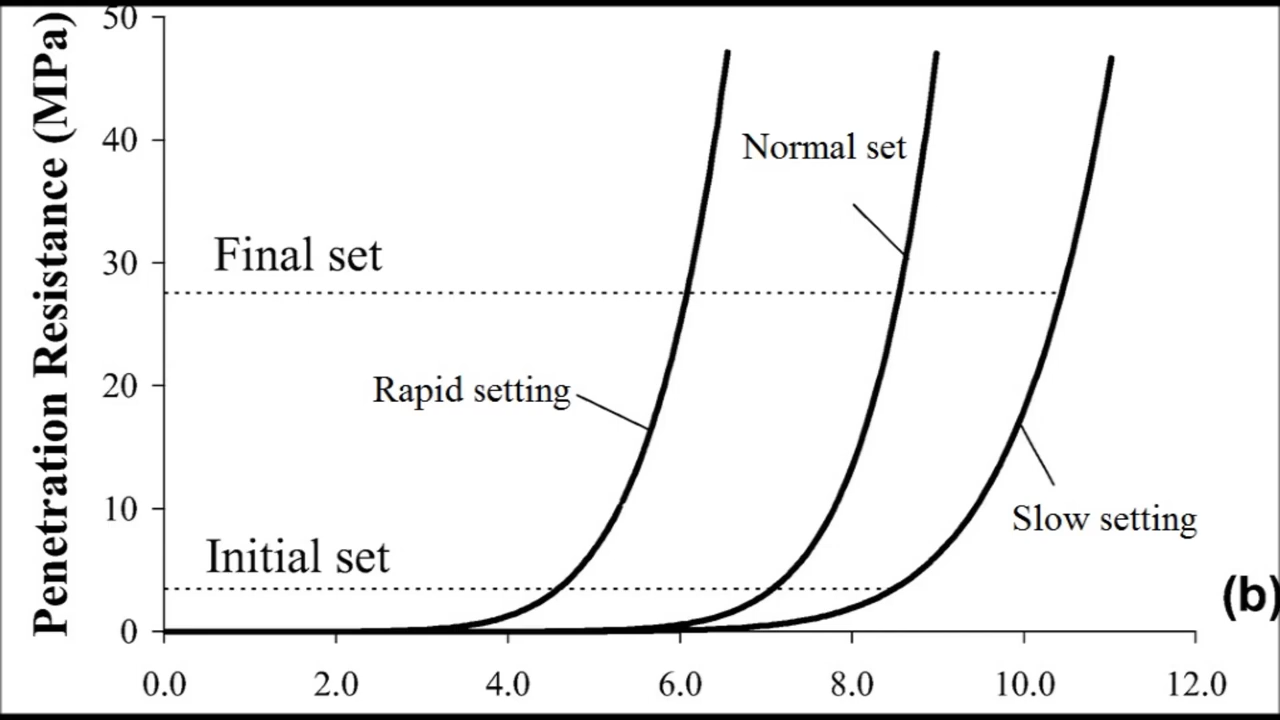 Penetration Resistance (MPa)
50
40
30
20
10
0
Final set
Initial set
Rapid setting
Normal set
Slow setting
(b)
0.0 2.0 4.0 6.0 8.0 10.0 12.0